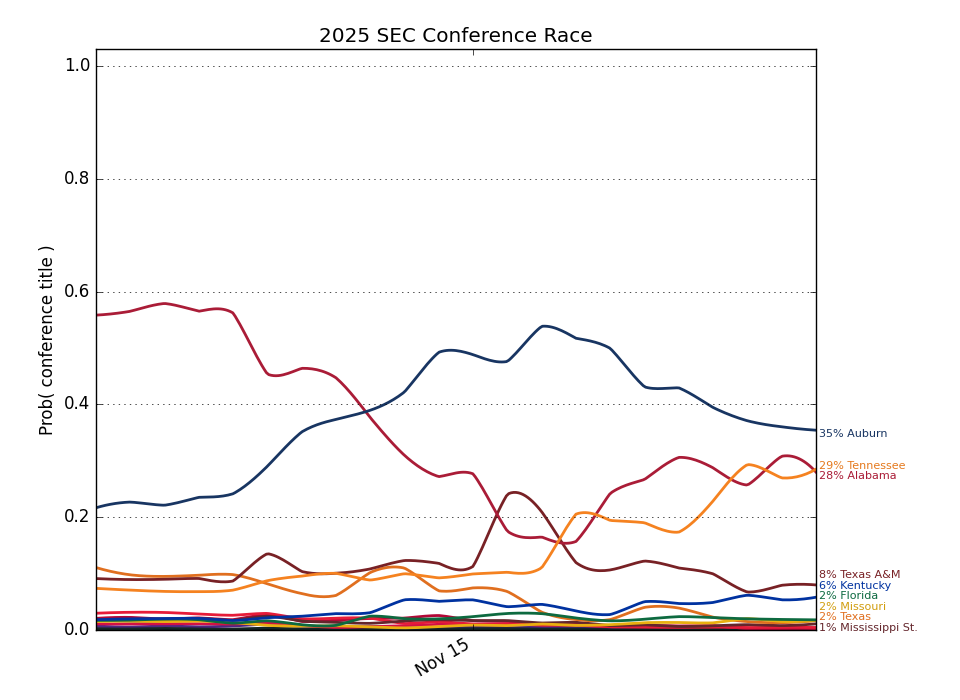 2025 SEC Conference Race
1.0
0.8
0.6
0.4
0.2
0.0
Prob( conference title )
Nov 15
35% Auburn
29% Tennessee
28% Alabama
8% Texas A&M
6% Kentucky
2% Florida
2% Missouri
2% Texas
1% Mississippi St.